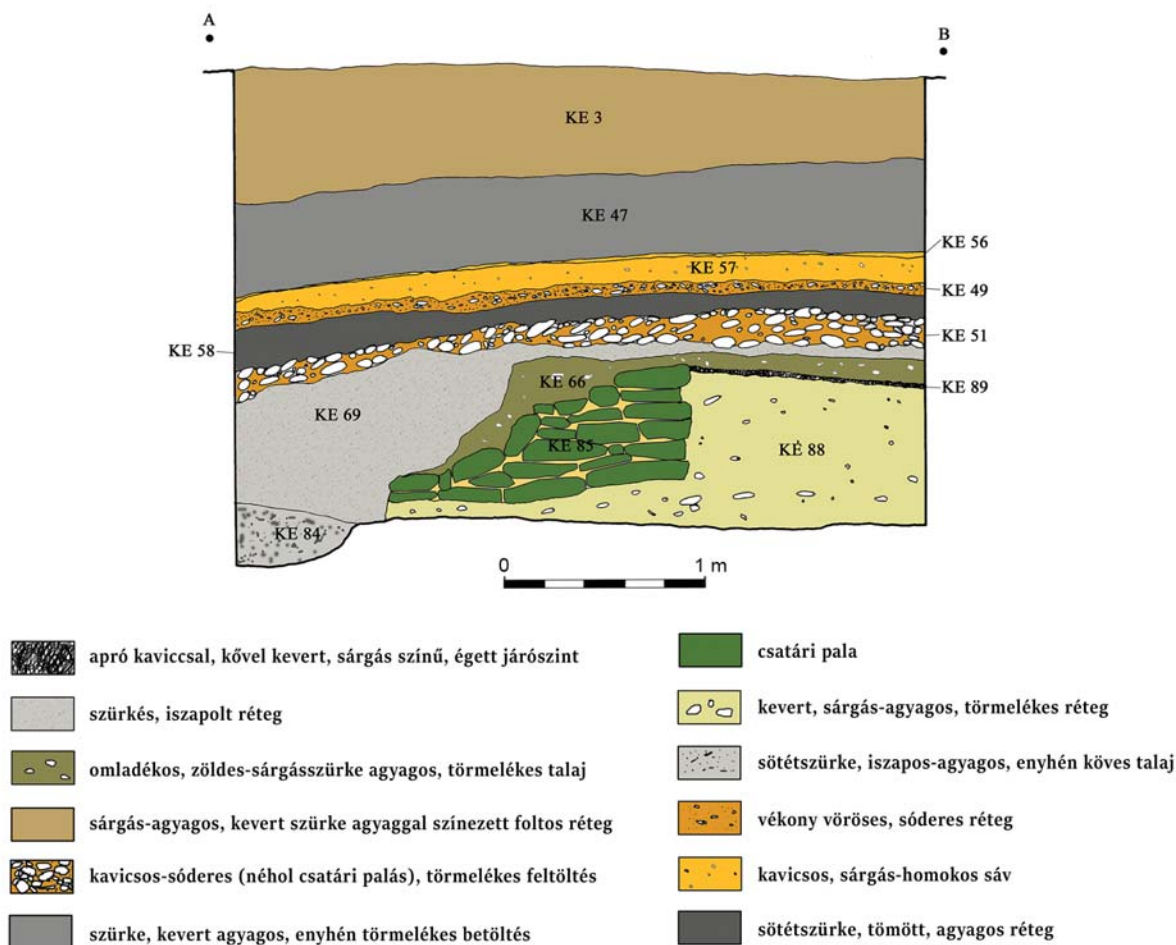 A
B
KE 3
KE 47
KE 56
KE 57
KE 49
KE 58
KE 51
KE 66
KE 89
KE 69
KE 85
KE 88
KE 84
0 1 m
apró kaviccsal, kővel kevert, sárgás színű, égett járószint
szürkés, iszapolt réteg
omladékos, zöldes-sárgásszürke agyagos, törmelékes talaj
sárgás-agyagos, kevert szürke agyaggal színezett foltos réteg
kavicsos-sóderes (néhol csatári palás), törmelékes feltöltés
szürke, kevert agyagos, enyhén törmelékes betöltés
csatári pala
kevert, sárgás-agyagos, törmelékes réteg
sötétszürke, iszapos-agyagos, enyhén köves talaj
vékony vöröses, sóderes réteg
kavicsos, sárgás-homokos sáv
sötétszürke, tömött, agyagos réteg